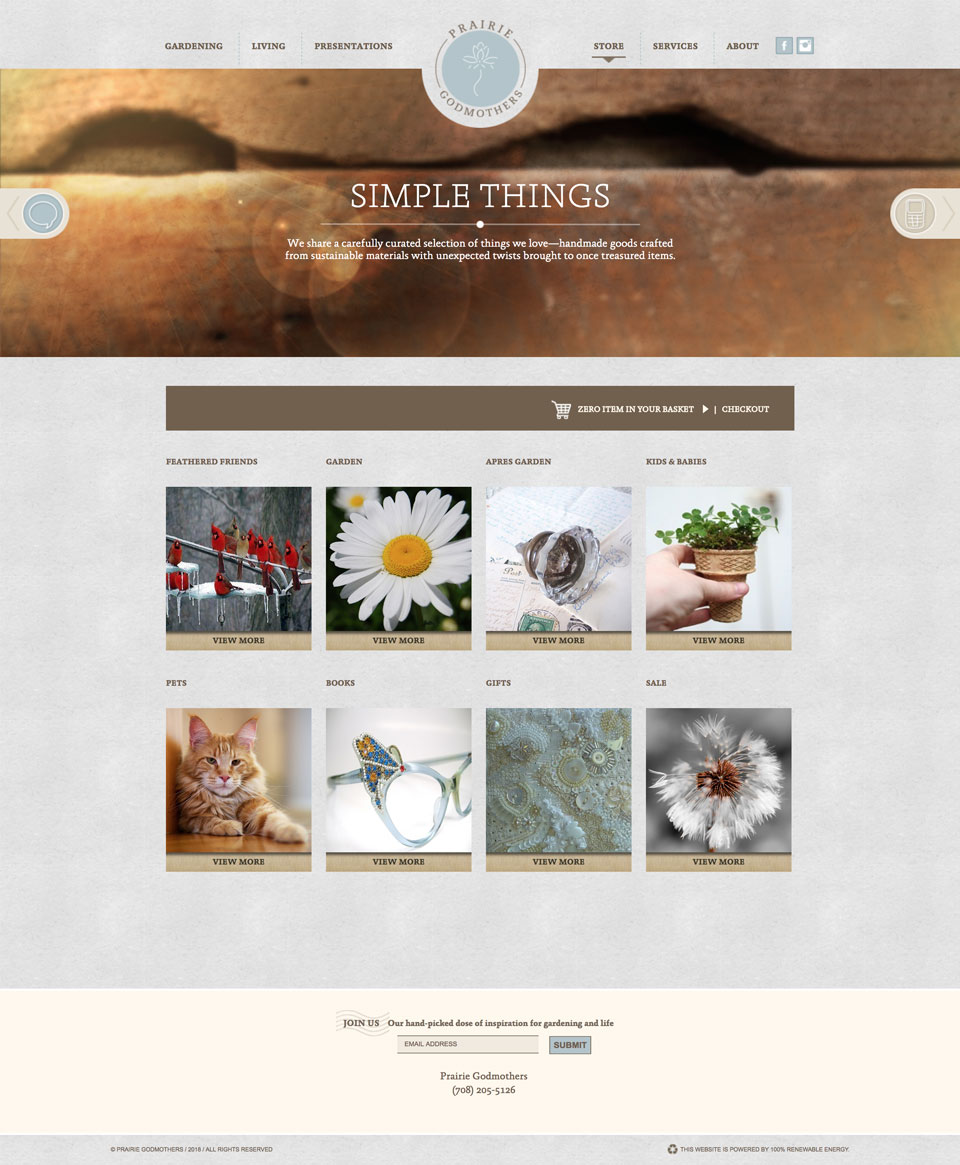 GARDENING LIVING PRESENTATIONS
PRAIRIE
GODMOTHERS
STORE SERVICES ABOUT f
SIMPLE THINGS
We share a carefully curated selection of things we love—handmade goods crafted
from sustainable materials with unexpected twists brought to once treasured items.
ZERO ITEM IN YOUR BASKET | CHECKOUT
FEATHERED FRIENDS GARDEN APRES GARDEN KIDS & BABIES
VIEW MORE VIEW MORE VIEW MORE VIEW MORE
PETS BOOKS GIFTS SALE
VIEW MORE VIEW MORE VIEW MORE VIEW MORE
JOIN US Our hand-picked dose of inspiration for gardening and life
EMAIL ADDRESS SUBMIT
Prairie Godmothers
(708) 205-5126
© PRAIRIE GODMOTHERS / 2018 / ALL RIGHTS RESERVED THIS WEBSITE IS POWERED BY 100% RENEWABLE ENERGY.